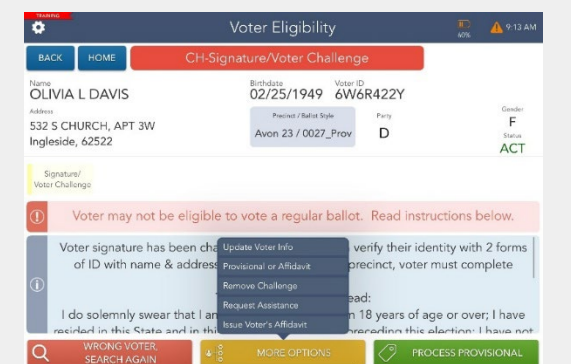 TRAINING
Voter Eligibility
60%
9:13 AM
BACK HOME CH-Signature/Voter Challenge
Name Birthdate Voter ID
OLIVIA L DAVIS 02/25/1949 6W6R422Y
Address Precinct / Ballot Style Party Gender
532 S CHURCH, APT 3W Avon 23 / 0027_Prov D F
Ingleside, 62522 Status
ACT
Signature/
Voter Challenge
Voter may not be eligible to vote a regular ballot. Read instructions below.
Voter signature has been cha verify their identity with 2 forms
of ID with name & address precinct, voter must complete
ead:
I do solemnly swear that I am 18 years of age or over; I have
resided in this State and in thi preceding this election; I have not
Update Voter Info
Provisional or Affidavit
Remove Challenge
Request Assistance
Issue Voter's Affidavit
WRONG VOTER,
SEARCH AGAIN
MORE OPTIONS
PROCESS PROVISIONAL